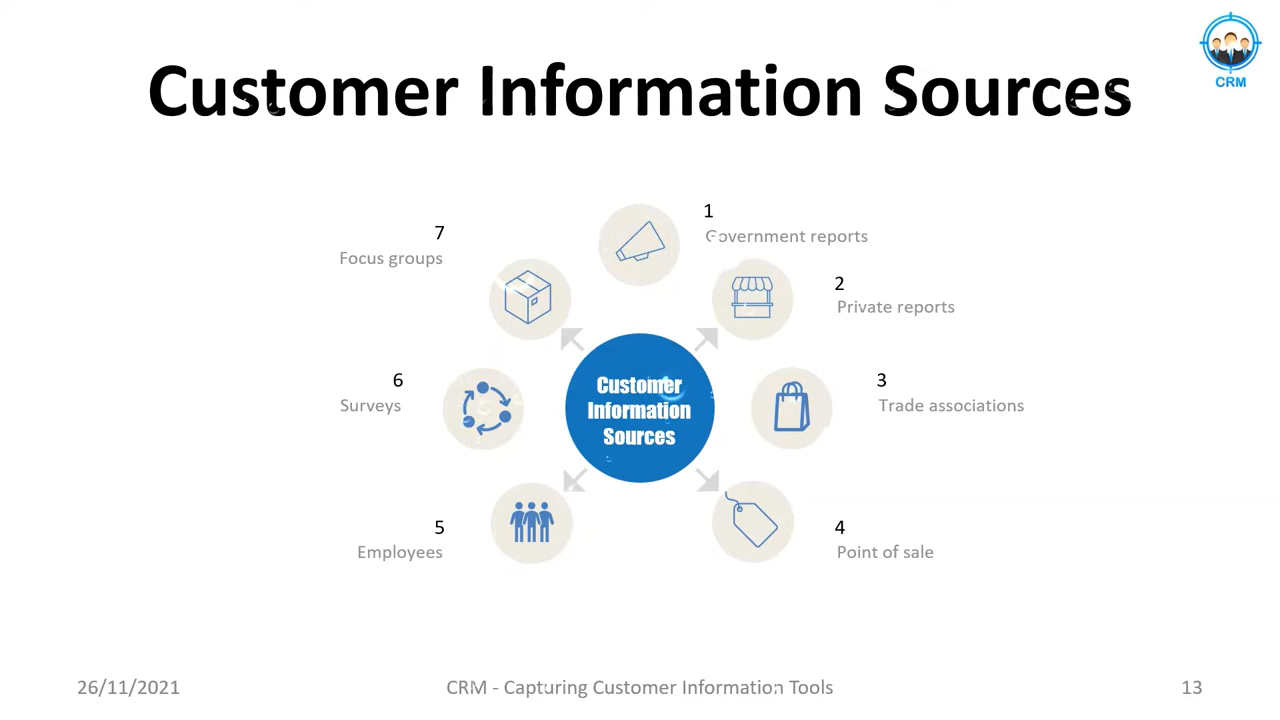 CRM
Customer Information Sources
1
Government reports
2
Private reports
3
Trade associations
4
Point of sale
5
Employees
6
Surveys
7
Focus groups
Customer
Information
Sources
26/11/2021
CRM - Capturing Customer Information Tools
13